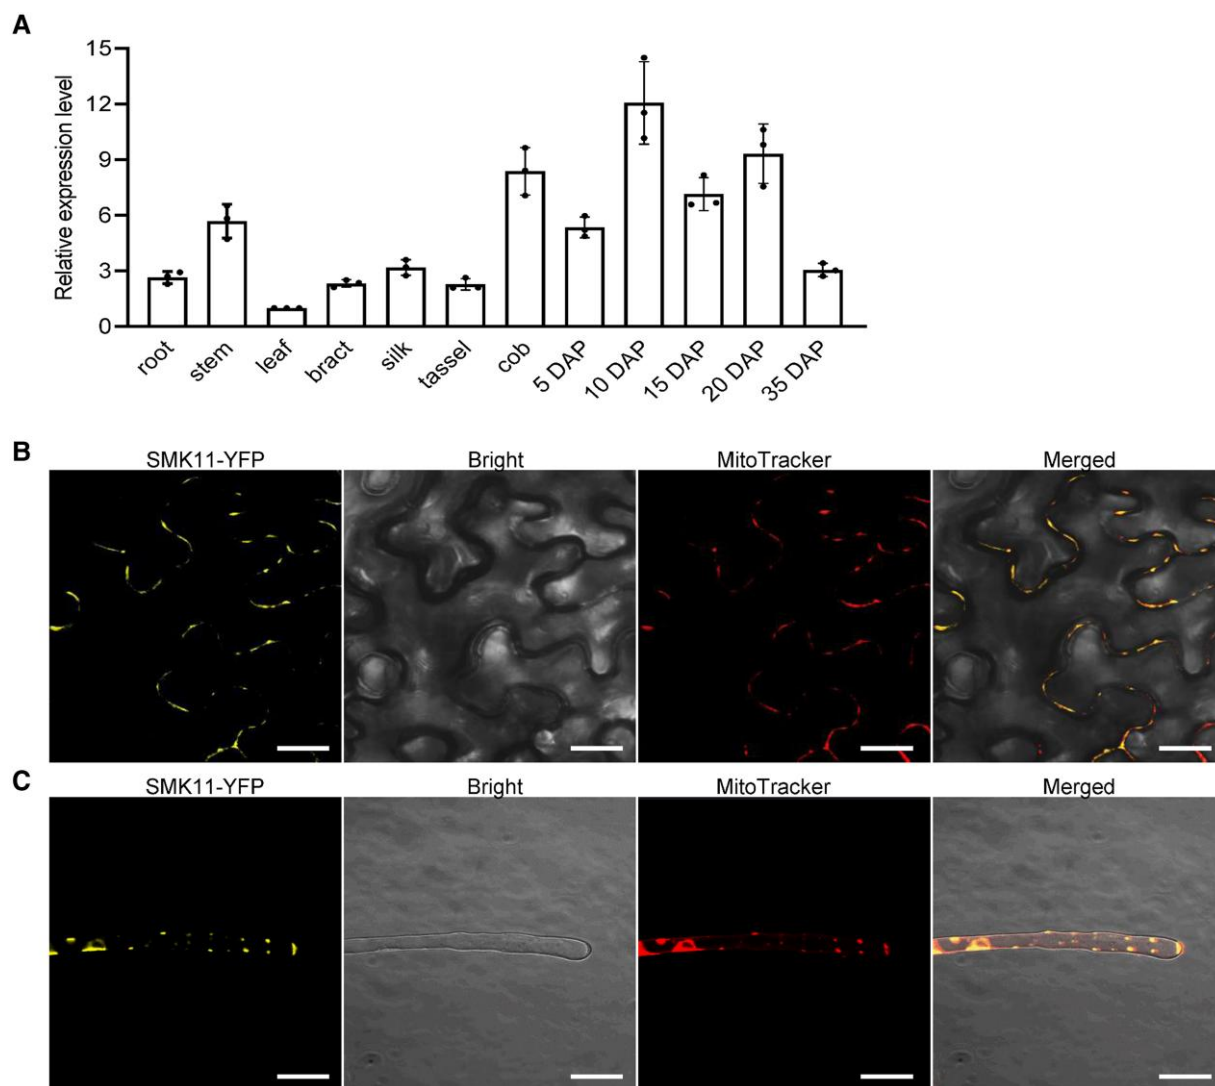 A
Relative expression level
15
12
9
6
3
0
root
stem
leaf
bract
silk
tassel
cob
5 DAP
10 DAP
15 DAP
20 DAP
35 DAP
B
SMK11-YFP
Bright
MitoTracker
Merged
C
SMK11-YFP
Bright
MitoTracker
Merged